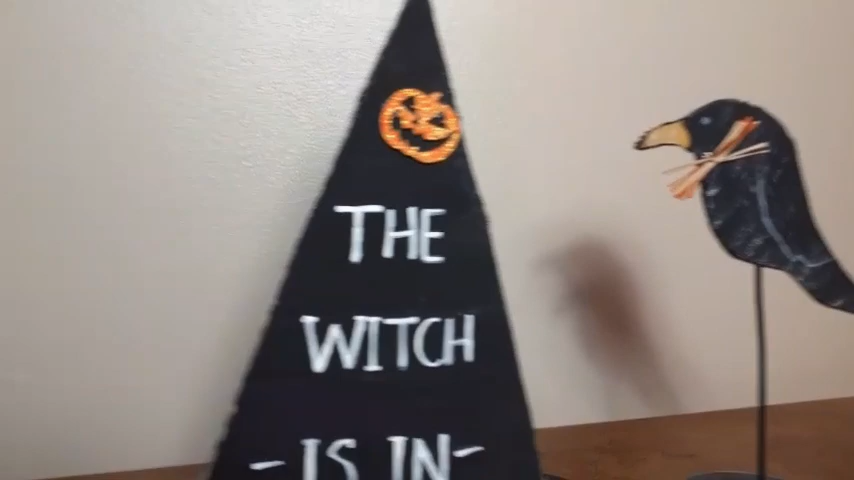 THE
WITCH
- IS IN -